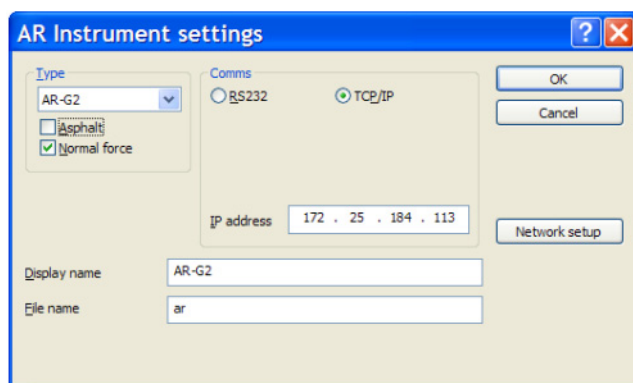 AR Instrument settings
Type
AR-G2
Asphalt
Normal force
Comms
RS232
TCP/IP
IP address
172 . 25 . 184 . 113
OK
Cancel
Network setup
Display name
AR-G2
File name
ar